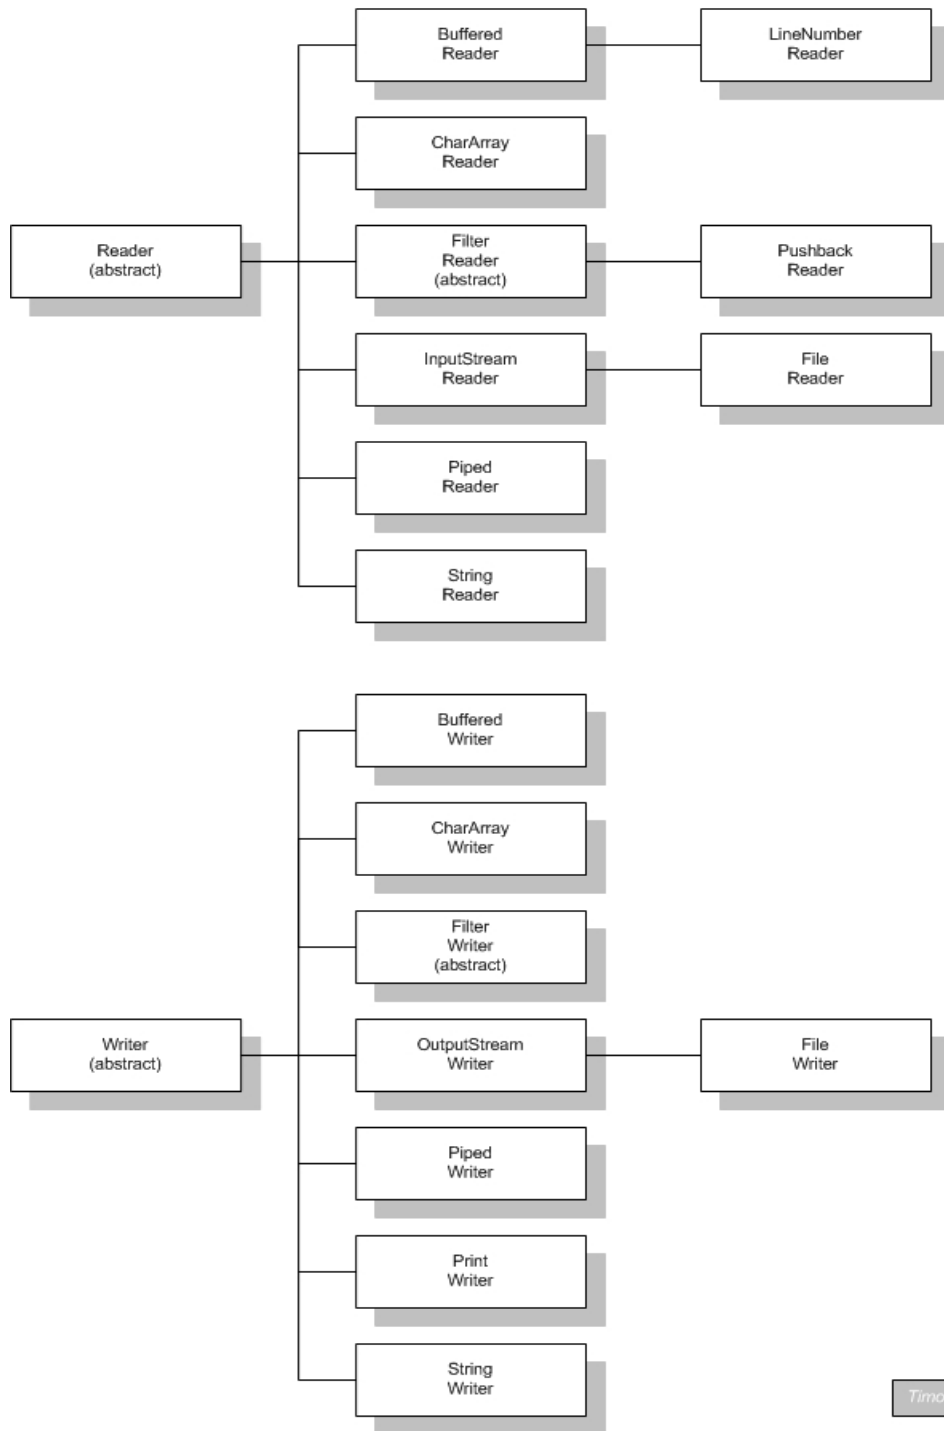 Buffered
Reader
LineNumber
Reader
CharArray
Reader
Reader
(abstract)
Filter
Reader
(abstract)
Pushback
Reader
InputStream
Reader
File
Reader
Piped
Reader
String
Reader
Buffered
Writer
CharArray
Writer
Filter
Writer
(abstract)
Writer
(abstract)
OutputStream
Writer
File
Writer
Piped
Writer
Print
Writer
String
Writer